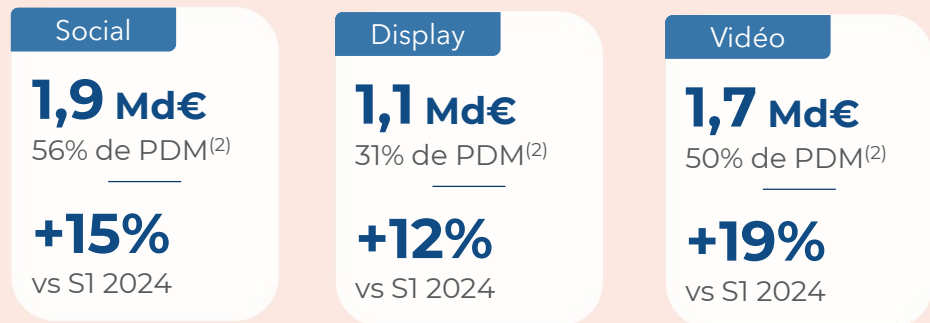 Social
1,9 Md€
56% de PDM(2)
+15%
vs S1 2024
Display
1,1 Md€
31% de PDM(2)
+12%
vs S1 2024
Vidéo
1,7 Md€
50% de PDM(2)
+19%
vs S1 2024